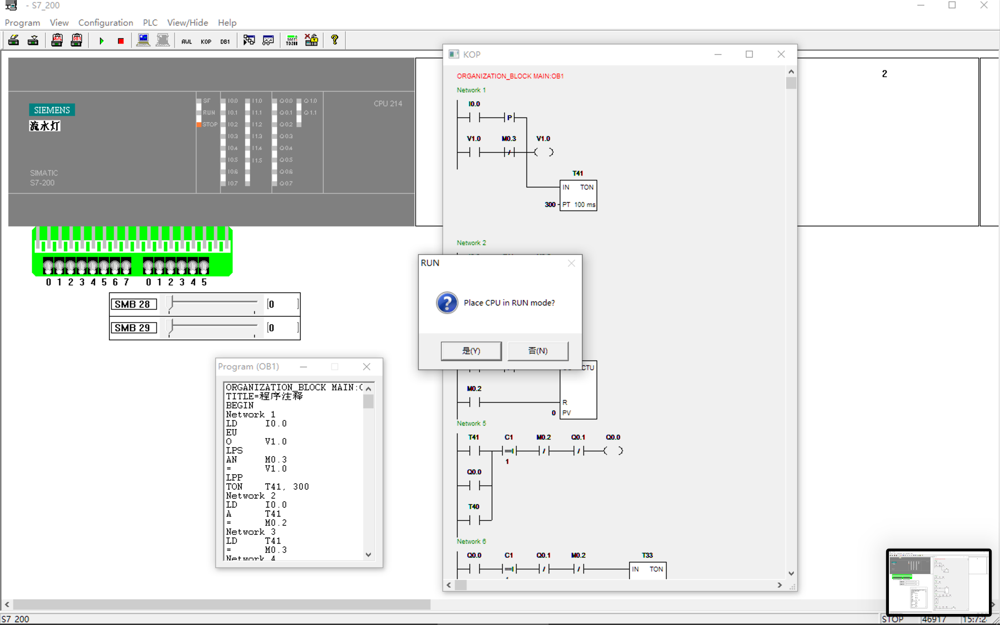 - S7_200
Program View Configuration PLC View/Hide Help
AWL KOP DB1 TD200
SIEMENS
流水灯
SIMATIC
S7-200
SF
RUN
STOP
I0.0 I1.0 Q0.0 Q1.0
I0.1 I1.1 Q0.1 Q1.1
I0.2 I1.2 Q0.2
I0.3 I1.3 Q0.3
I0.4 I1.4 Q0.4
I0.5 I1.5 Q0.5
I0.6 Q0.6
I0.7 Q0.7
CPU 214
2
0 1 2 3 4 5 6 7 0 1 2 3 4 5
SMB 28 [0 ]
SMB 29 [0 ]
Program (OB1)
ORGANIZATION_BLOCK MAIN:
TITLE=程序注释
BEGIN
Network 1
LD I0.0
EU
O V1.0
LPS
AN M0.3
= V1.0
LPP
TON T41, 300
Network 2
LD I0.0
A T41
= M0.2
Network 3
LD T41
= M0.3
Network 4
KOP
ORGANIZATION_BLOCK MAIN:OB1
Network 1
I0.0
P
V1.0 M0.3 V1.0
T41
IN TON
300 PT 100 ms
Network 2
RUN
Place CPU in RUN mode?
是(Y) 否(N)
CTU
M0.2
R
0 PV
Network 5
T41 C1 M0.2 Q0.1 Q0.0
==I
1
Q0.0
T40
Network 6
Q0.0 C1 Q0.1 M0.2 T33
==I IN TON
S7_200
STOP 46917 15:7:2